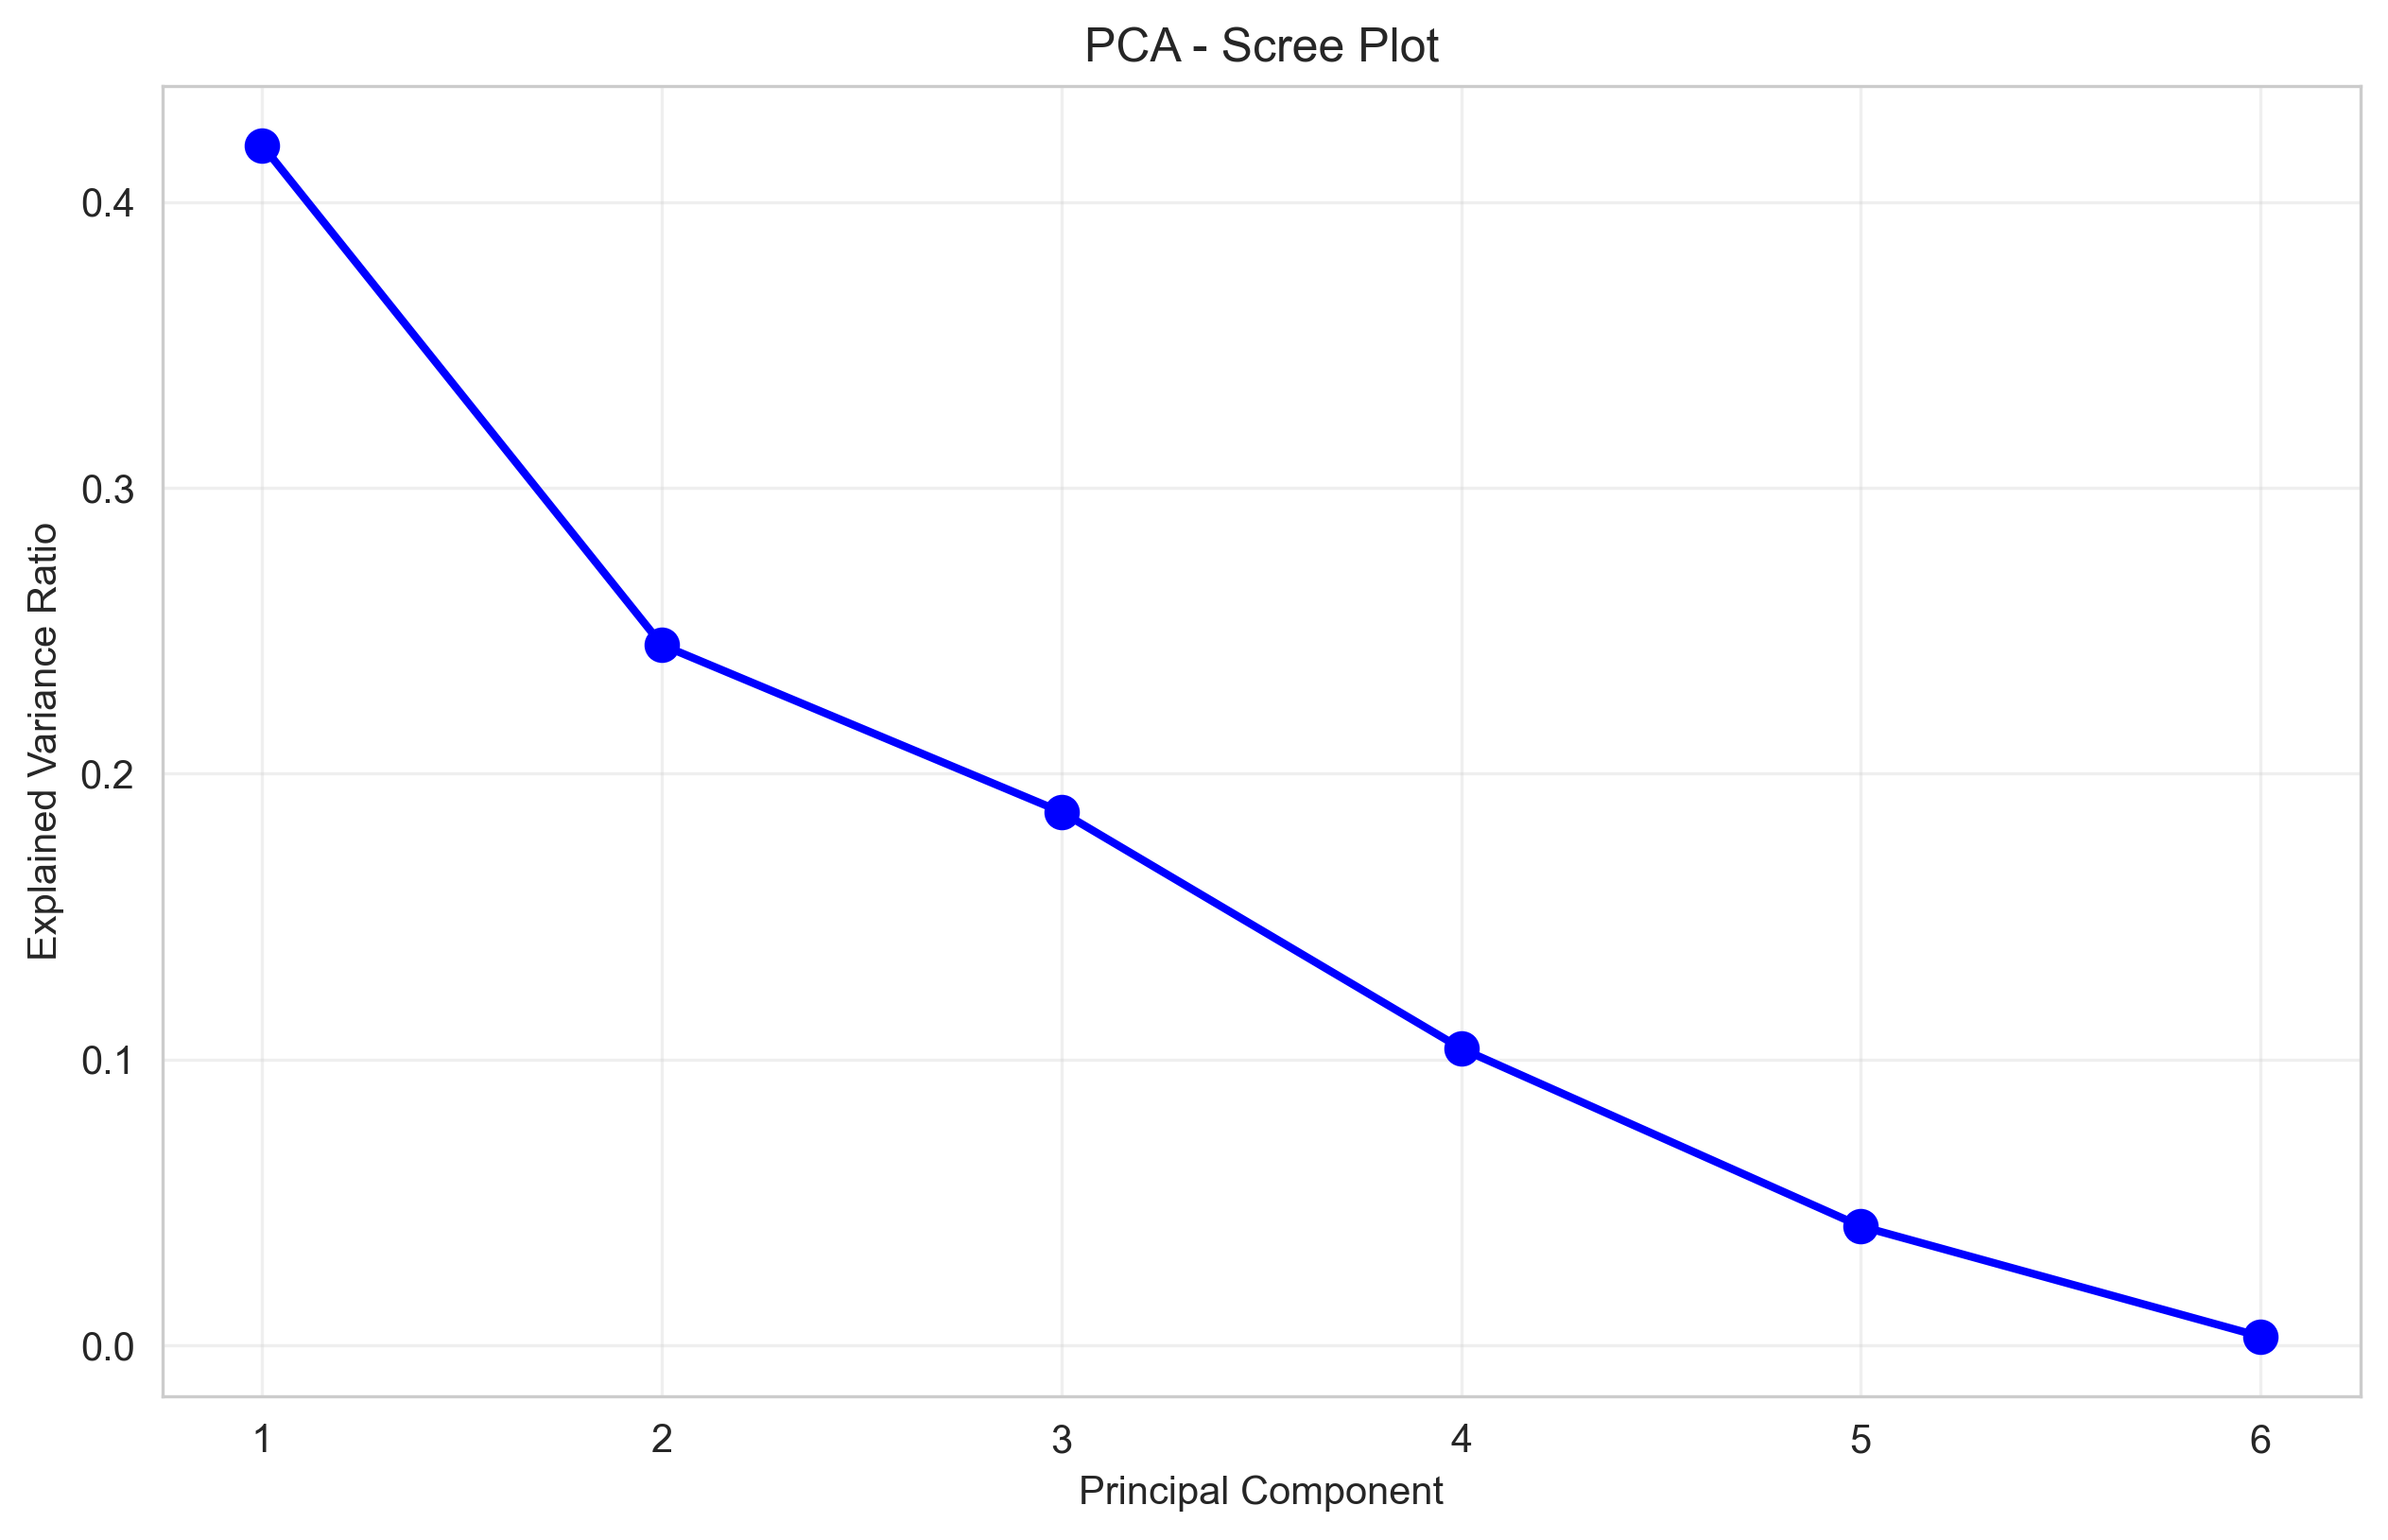 PCA - Scree Plot
Explained Variance Ratio
0.4
0.3
0.2
0.1
0.0
1 2 3 4 5 6
Principal Component